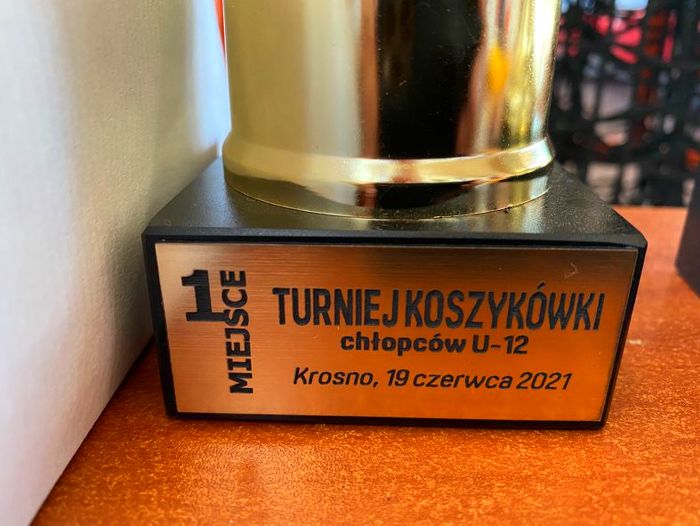 1
MIEJSCE
TURNIEJ KOSZYKÓWKI
chłopców U-12
Krosno, 19 czerwca 2021